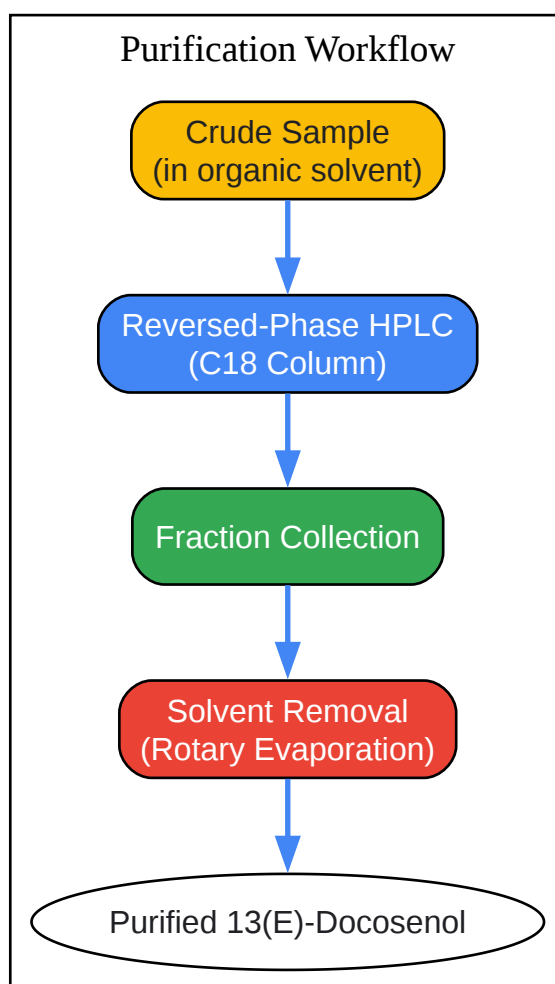 Purification Workflow
Crude Sample
(in organic solvent)
Reversed-Phase HPLC
(C18 Column)
Fraction Collection
Solvent Removal
(Rotary Evaporation)
Purified 13(E)-Docosenol